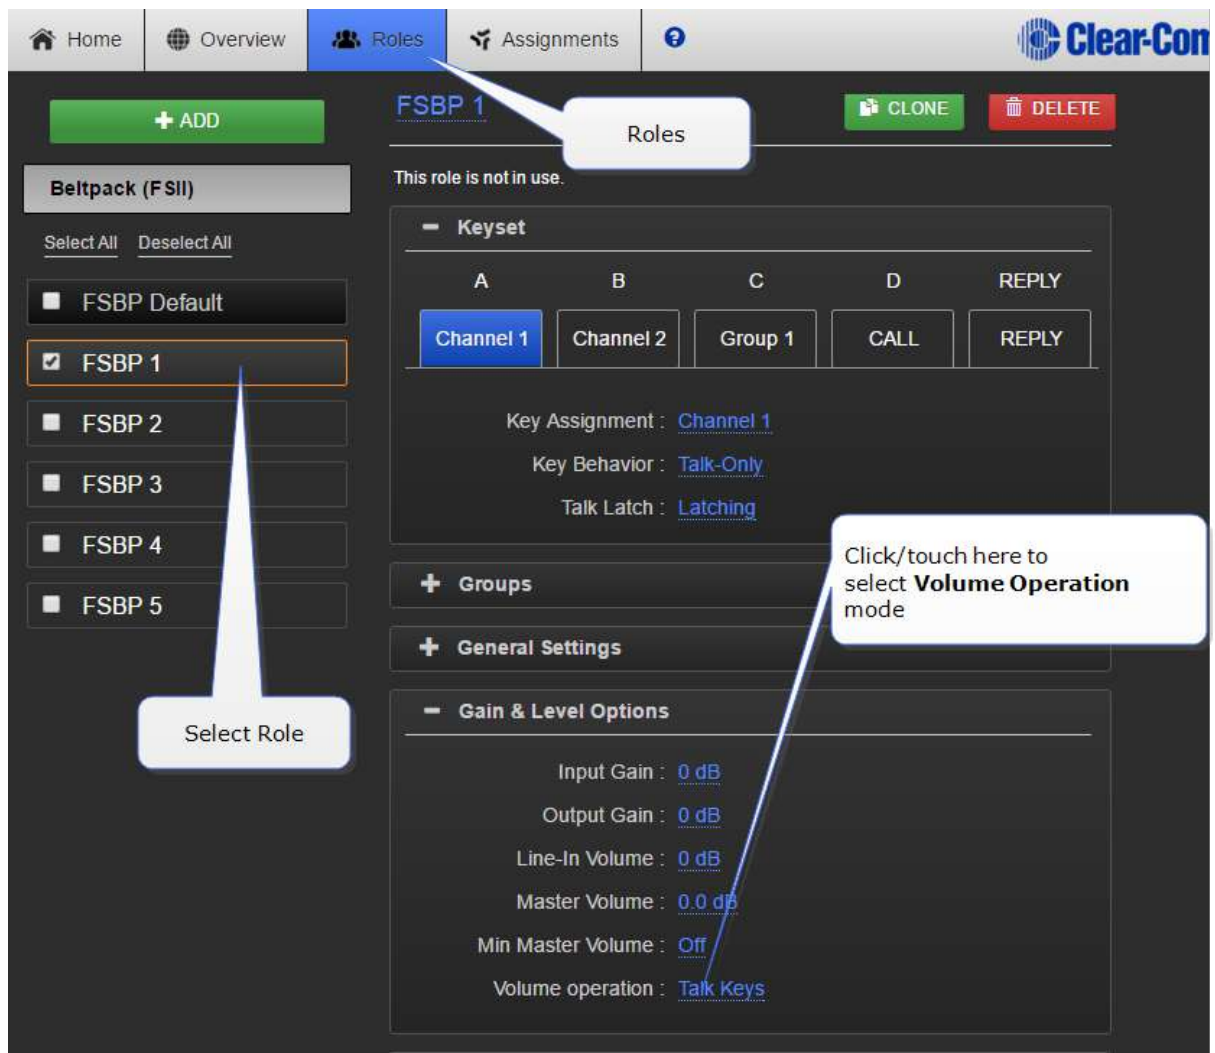 Home Overview Roles Assignments ? Clear-Com
+ ADD
FSBP 1
CLONE DELETE
Roles
Beltpack (FSII)
This role is not in use.
Select All Deselect All
FSBP Default
FSBP 1
FSBP 2
FSBP 3
FSBP 4
FSBP 5
Select Role
− Keyset
A B C D REPLY
Channel 1 Channel 2 Group 1 CALL REPLY
Key Assignment : Channel 1
Key Behavior : Talk-Only
Talk Latch : Latching
Click/touch here to
select Volume Operation
mode
+ Groups
+ General Settings
− Gain & Level Options
Input Gain : 0 dB
Output Gain : 0 dB
Line-In Volume : 0 dB
Master Volume : 0.0 dB
Min Master Volume : Off
Volume operation : Talk Keys